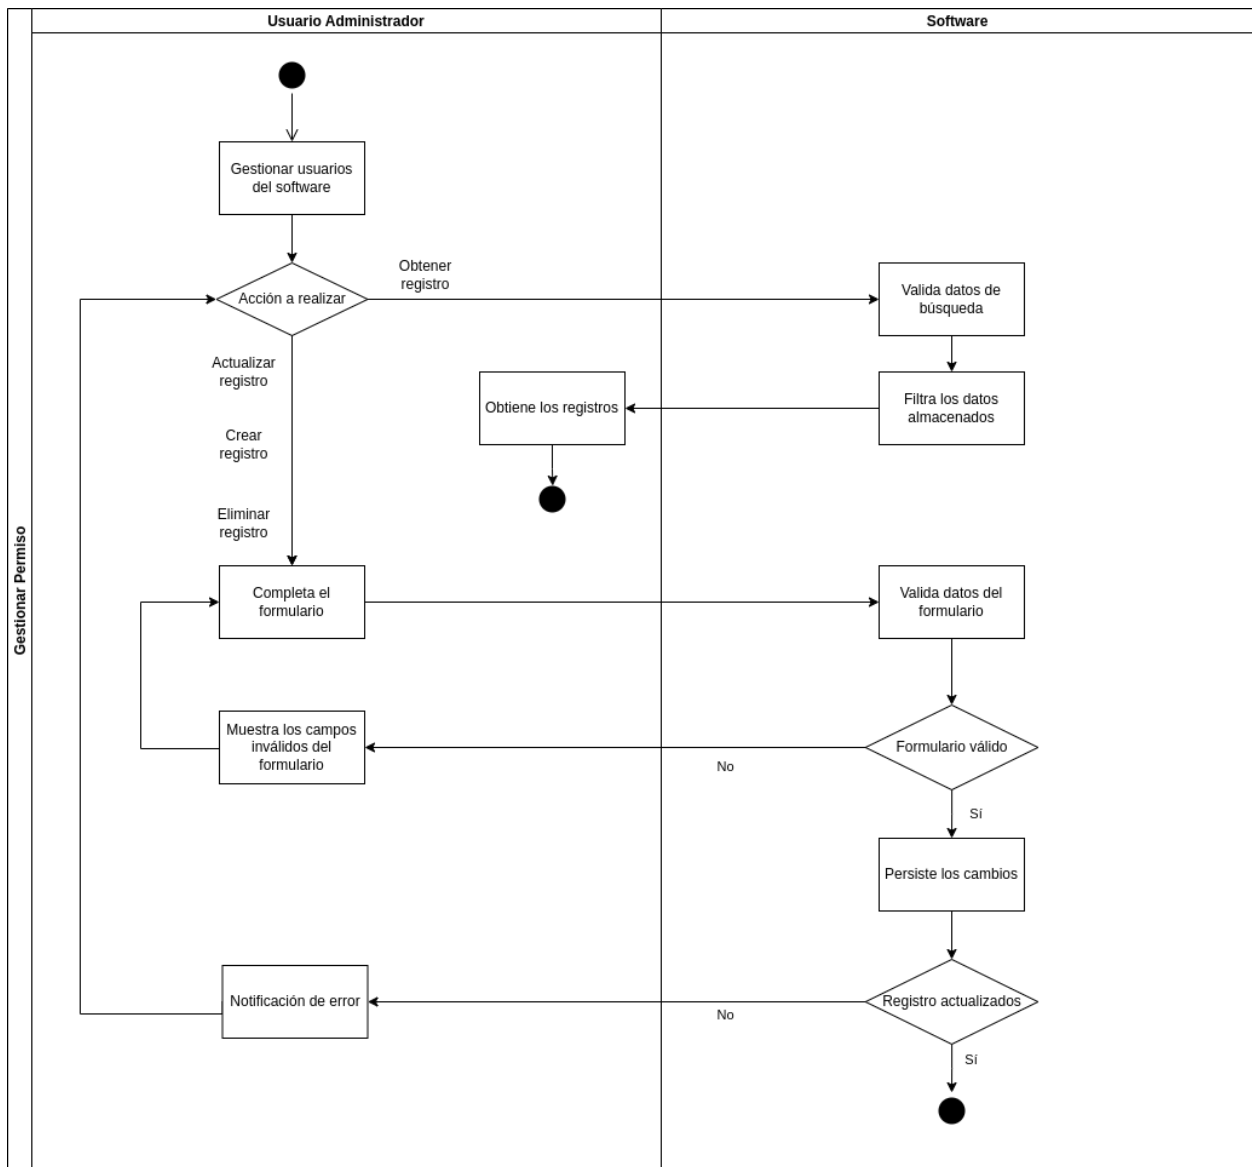 Usuario Administrador
Software
Gestionar Permiso
Gestionar usuarios
del software
Acción a realizar
Obtener
registro
Valida datos de
búsqueda
Actualizar
registro
Obtiene los registros
Filtra los datos
almacenados
Crear
registro
Eliminar
registro
Completa el
formulario
Valida datos del
formulario
Muestra los campos
inválidos del
formulario
No
Formulario válido
Sí
Persiste los cambios
Notificación de error
No
Registro actualizados
Sí